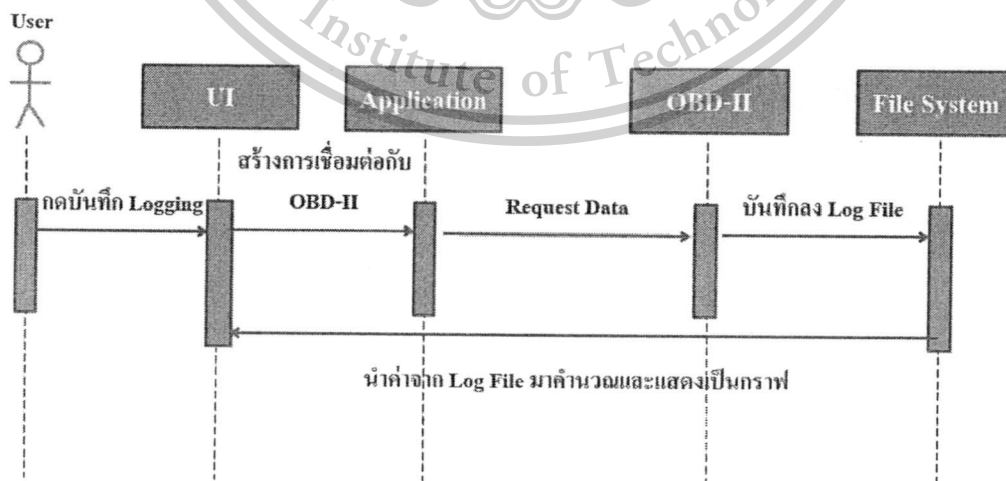 Institute of Technol
User
UI
Application
OBD-II
File System
สร้างการเชื่อมต่อกับ
กดบันทึก Logging
OBD-II
Request Data
บันทึกลง Log File
นำค่าจาก Log File มาคำนวณและแสดงเป็นกราฟ